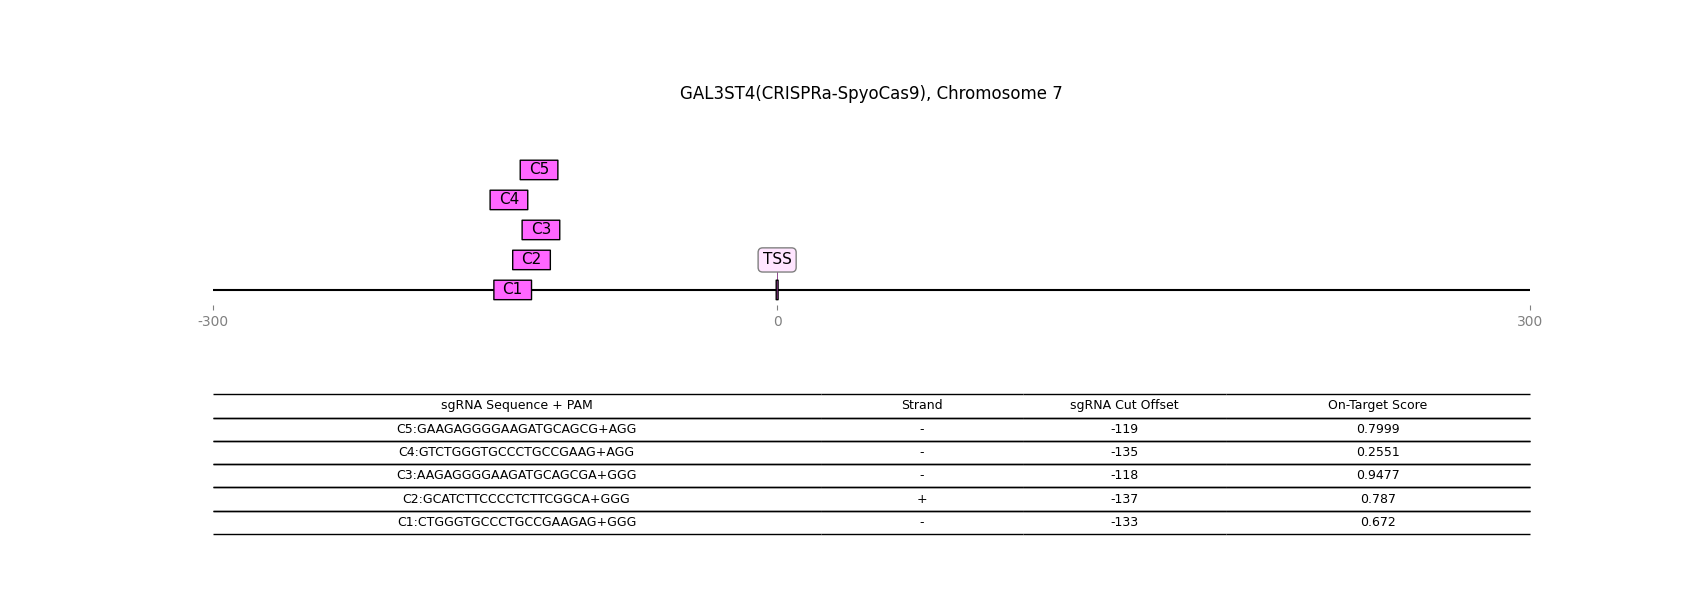 GAL3ST4(CRISPRa-SpyoCas9), Chromosome 7
C5
C4
C3
C2
TSS
C1
-300 0 300
sgRNA Sequence + PAM Strand sgRNA Cut Offset On-Target Score
C5:GAAGAGGGGAAGATGCAGCG+AGG - -119 0.7999
C4:GTCTGGGTGCCCTGCCGAAG+AGG - -135 0.2551
C3:AAGAGGGGAAGATGCAGCGA+GGG - -118 0.9477
C2:GCATCTTCCCCTCTTCGGCA+GGG + -137 0.787
C1:CTGGGTGCCCTGCCGAAGAG+GGG - -133 0.672